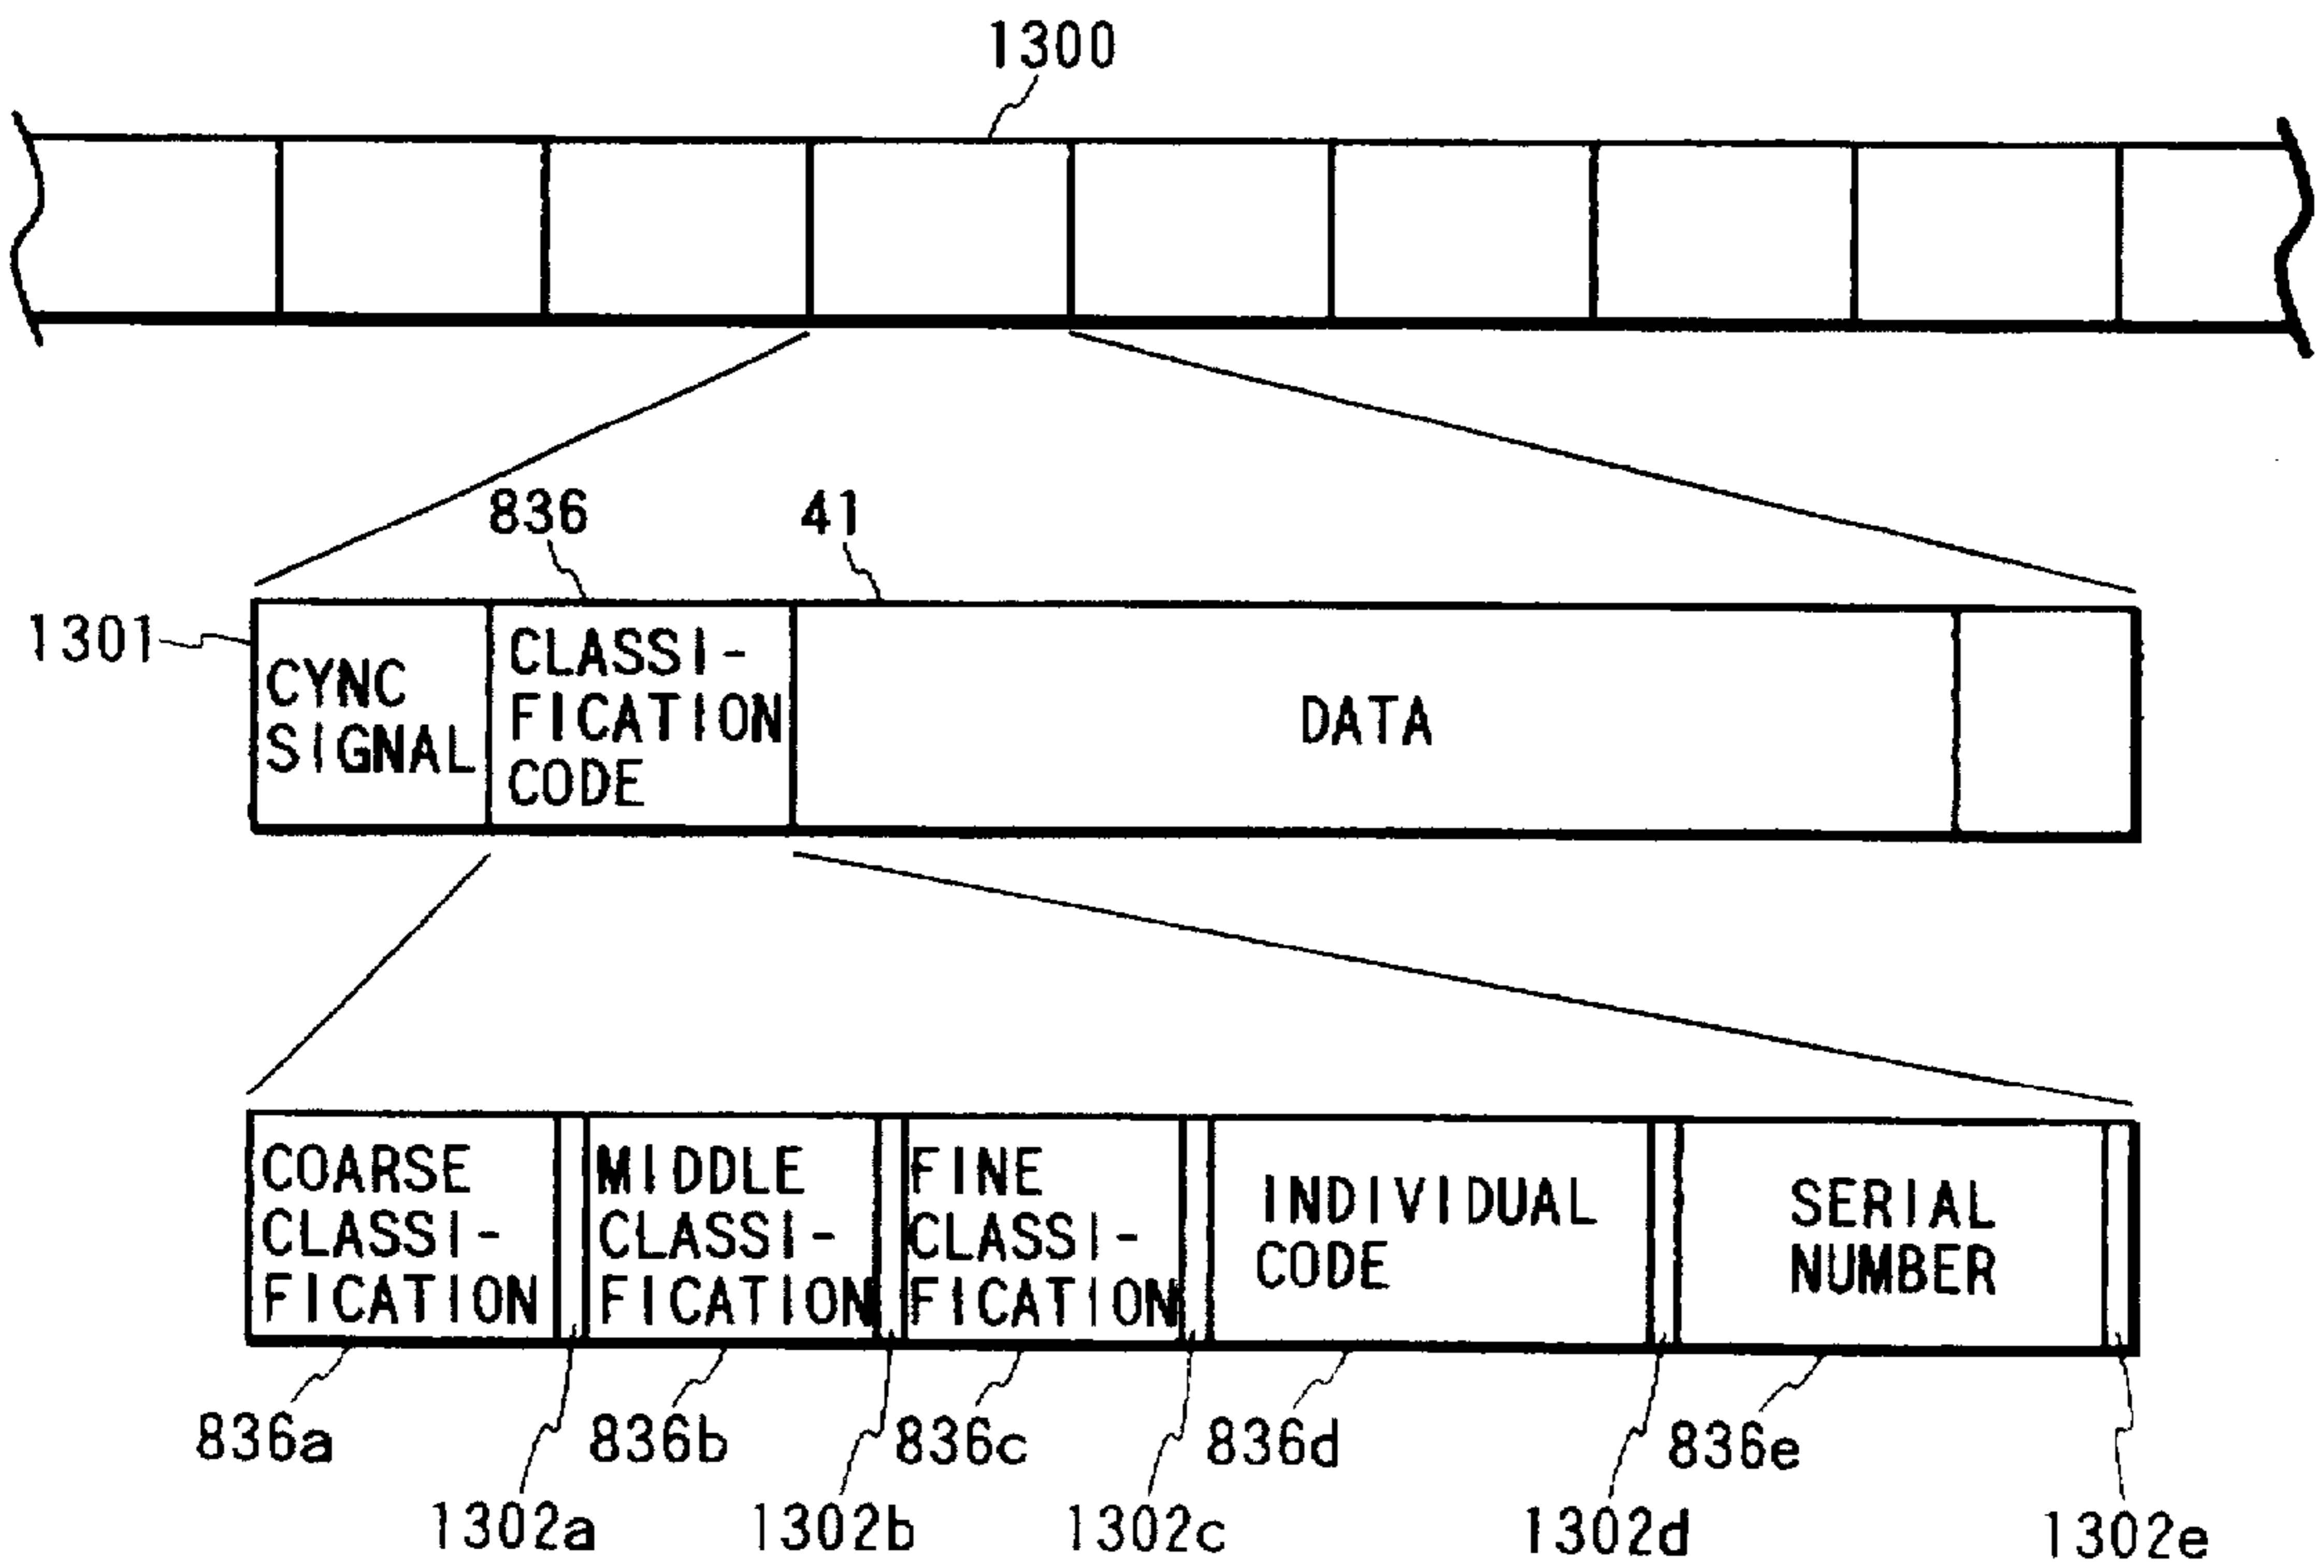 1300
836
41
1301
CYNC
SIGNAL
CLASSI-
FICATION
CODE
DATA
COARSE
CLASSI-
FICATION
MIDDLE
CLASSI-
FICATION
FINE
CLASSI-
FICATION
INDIVIDUAL
CODE
SERIAL
NUMBER
836a
836b
836c
836d
836e
1302a
1302b
1302c
1302d
1302e